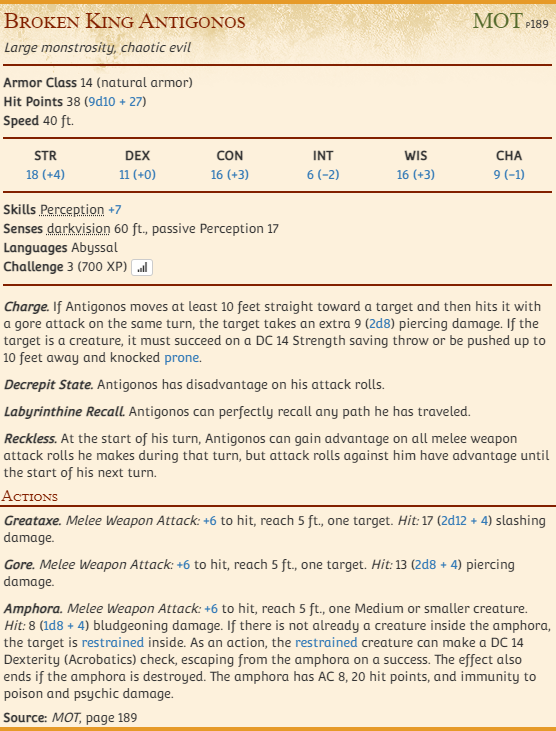 Broken King Antigonos MOT P189
Large monstrosity, chaotic evil
Armor Class 14 (natural armor)
Hit Points 38 (9d10 + 27)
Speed 40 ft.
STR DEX CON INT WIS CHA
18 (+4) 11 (+0) 16 (+3) 6 (−2) 16 (+3) 9 (−1)
Skills Perception +7
Senses darkvision 60 ft., passive Perception 17
Languages Abyssal
Challenge 3 (700 XP)
Charge. If Antigonos moves at least 10 feet straight toward a target and then hits it with
a gore attack on the same turn, the target takes an extra 9 (2d8) piercing damage. If the
target is a creature, it must succeed on a DC 14 Strength saving throw or be pushed up to
10 feet away and knocked prone.
Decrepit State. Antigonos has disadvantage on his attack rolls.
Labyrinthine Recall. Antigonos can perfectly recall any path he has traveled.
Reckless. At the start of his turn, Antigonos can gain advantage on all melee weapon
attack rolls he makes during that turn, but attack rolls against him have advantage until
the start of his next turn.
Actions
Greataxe. Melee Weapon Attack: +6 to hit, reach 5 ft., one target. Hit: 17 (2d12 + 4) slashing
damage.
Gore. Melee Weapon Attack: +6 to hit, reach 5 ft., one target. Hit: 13 (2d8 + 4) piercing
damage.
Amphora. Melee Weapon Attack: +6 to hit, reach 5 ft., one Medium or smaller creature.
Hit: 8 (1d8 + 4) bludgeoning damage. If there is not already a creature inside the amphora,
the target is restrained inside. As an action, the restrained creature can make a DC 14
Dexterity (Acrobatics) check, escaping from the amphora on a success. The effect also
ends if the amphora is destroyed. The amphora has AC 8, 20 hit points, and immunity to
poison and psychic damage.
Source: MOT, page 189